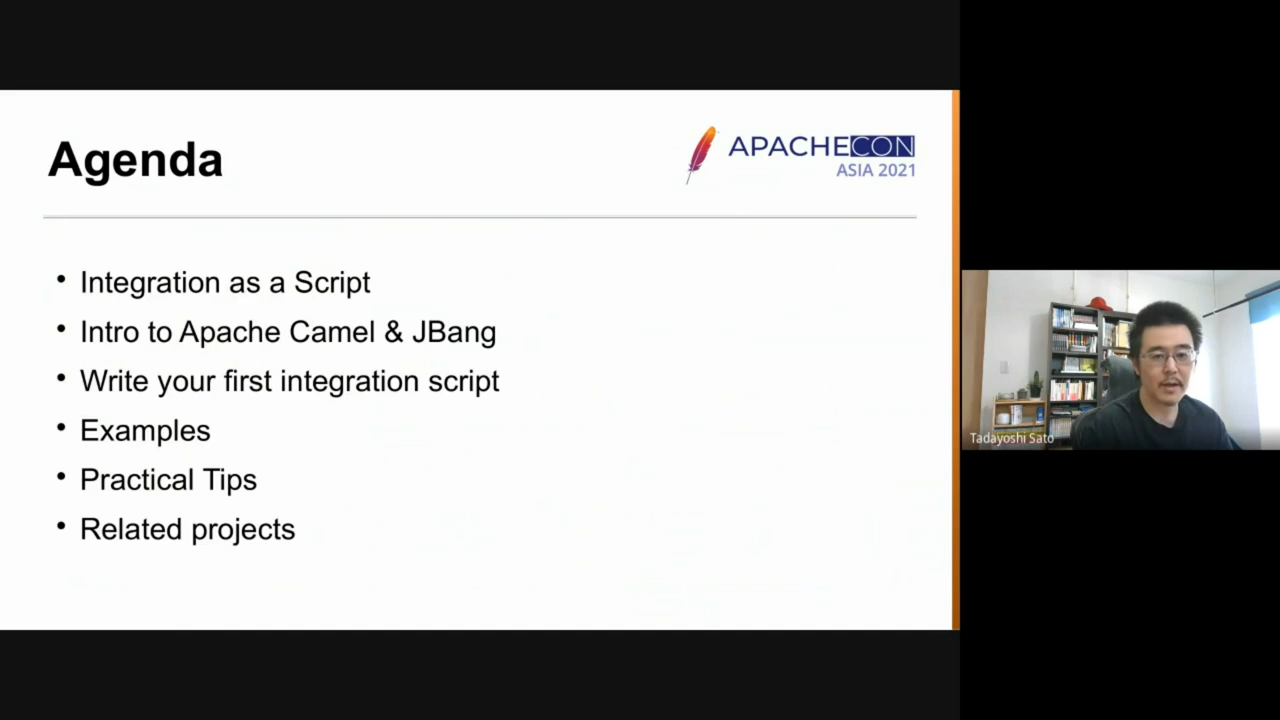 Agenda
APACHECON
ASIA 2021
• Integration as a Script
• Intro to Apache Camel & JBang
• Write your first integration script
• Examples
• Practical Tips
• Related projects
Tadayoshi Sato